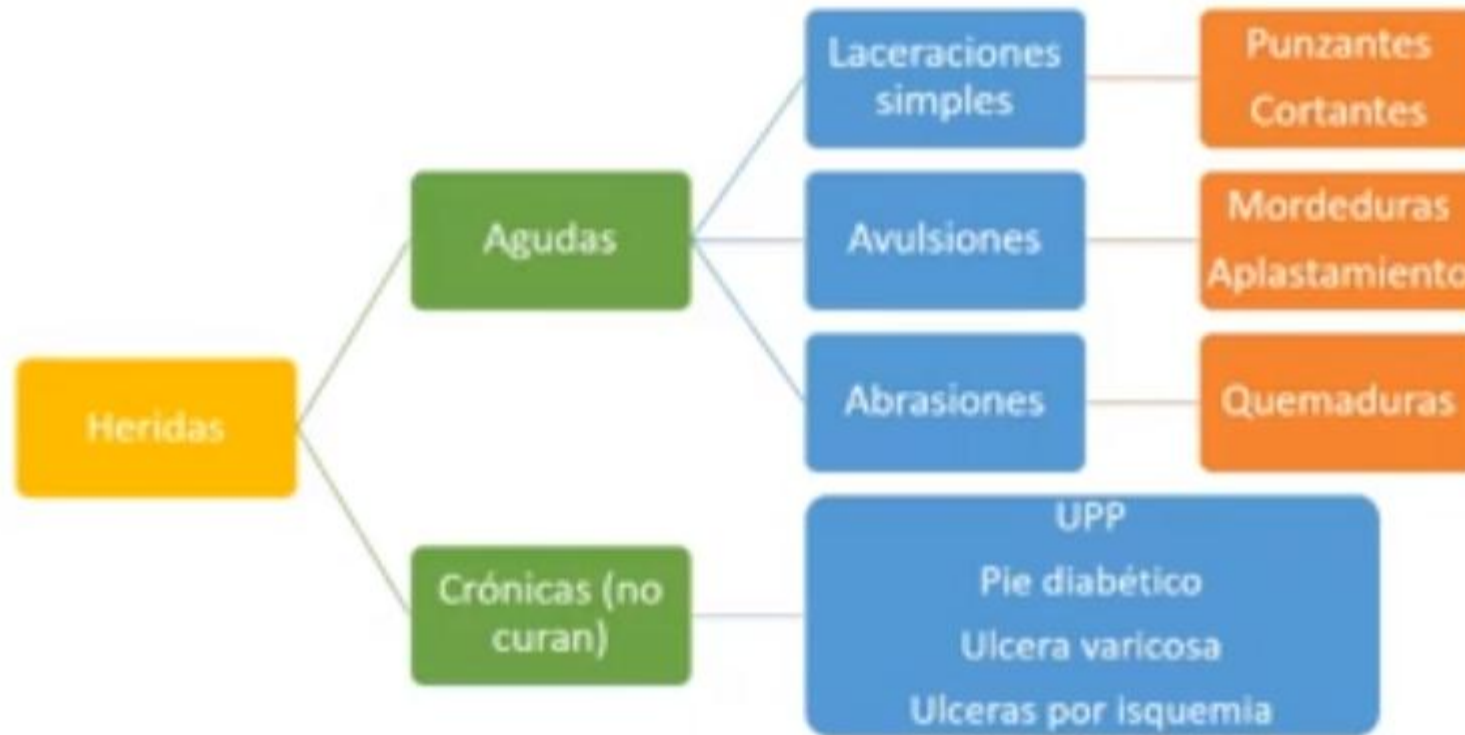 Heridas
Agudas
Crónicas (no
curan)
Laceraciones
simples
Avulsiones
Abrasiones
Punzantes
Cortantes
Mordeduras
Aplastamiento
Quemaduras
UPP
Pie diabético
Ulcera varicosa
Ulceras por isquemia